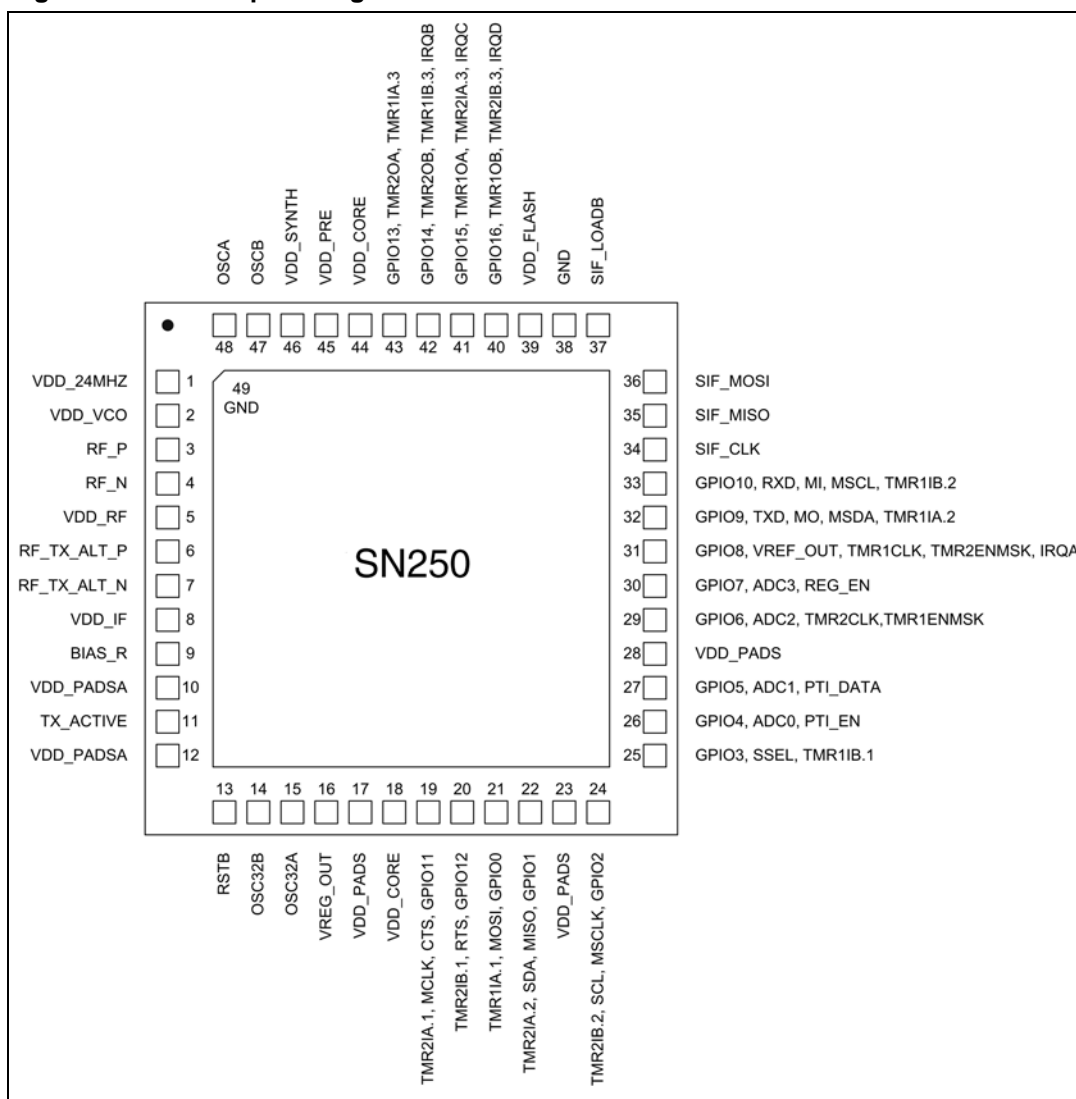 OSCA
OSCB
VDD_SYNTH
VDD_PRE
VDD_CORE
GPIO13, TMR2OA, TMR1IA.3
GPIO14, TMR2OB, TMR1IB.3, IRQB
GPIO15, TMR1OA, TMR2IA.3, IRQC
GPIO16, TMR1OB, TMR2IB.3, IRQD
VDD_FLASH
GND
SIF_LOADB
48 47 46 45 44 43 42 41 40 39 38 37
VDD_24MHZ 1
VDD_VCO 2
RF_P 3
RF_N 4
VDD_RF 5
RF_TX_ALT_P 6
RF_TX_ALT_N 7
VDD_IF 8
BIAS_R 9
VDD_PADSA 10
TX_ACTIVE 11
VDD_PADSA 12
49
GND
SN250
36 SIF_MOSI
35 SIF_MISO
34 SIF_CLK
33 GPIO10, RXD, MI, MSCL, TMR1IB.2
32 GPIO9, TXD, MO, MSDA, TMR1IA.2
31 GPIO8, VREF_OUT, TMR1CLK, TMR2ENMSK, IRQA
30 GPIO7, ADC3, REG_EN
29 GPIO6, ADC2, TMR2CLK,TMR1ENMSK
28 VDD_PADS
27 GPIO5, ADC1, PTI_DATA
26 GPIO4, ADC0, PTI_EN
25 GPIO3, SSEL, TMR1IB.1
13 14 15 16 17 18 19 20 21 22 23 24
RSTB
OSC32B
OSC32A
VREG_OUT
VDD_PADS
VDD_CORE
TMR2IA.1, MCLK, CTS, GPIO11
TMR2IB.1, RTS, GPIO12
TMR1IA.1, MOSI, GPIO0
TMR2IA.2, SDA, MISO, GPIO1
VDD_PADS
TMR2IB.2, SCL, MSCLK, GPIO2